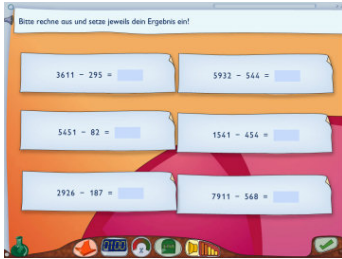 Bitte rechne aus und setze jeweils dein Ergebnis ein!
3611 - 295 =
5932 - 544 =
5451 - 82 =
1541 - 454 =
2926 - 187 =
7911 - 568 =